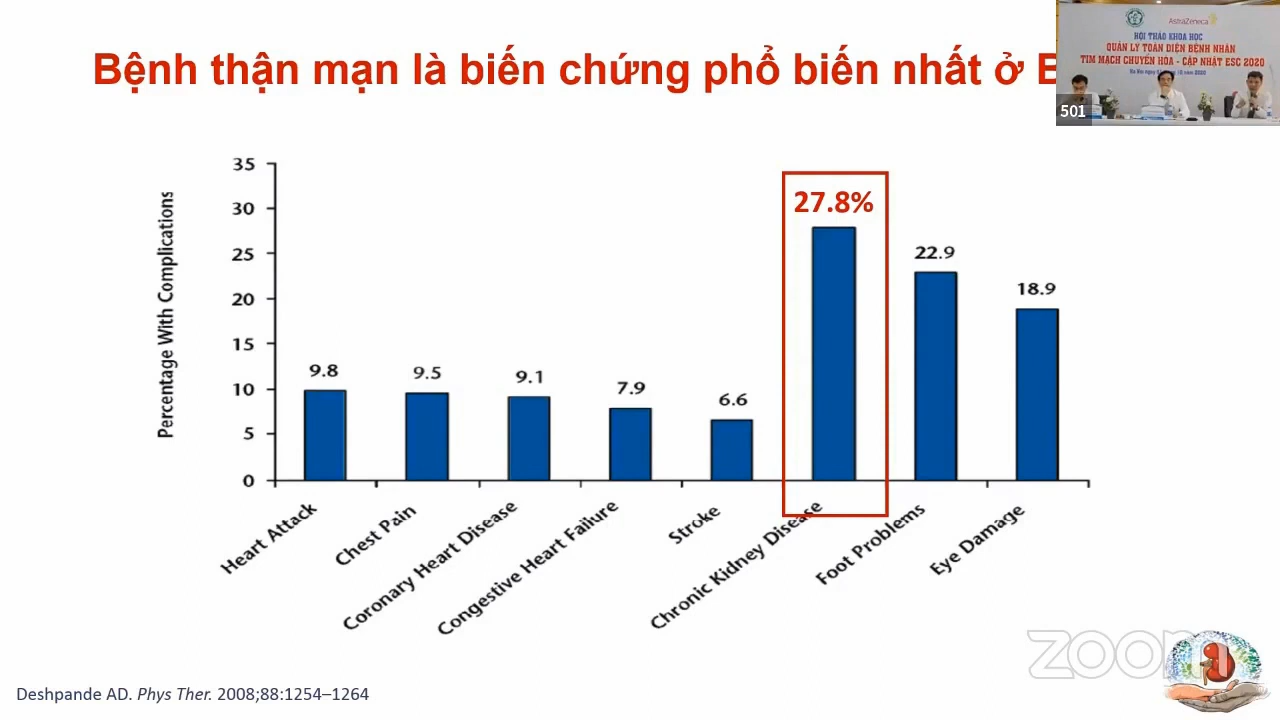 Bệnh thận mạn là biến chứng phổ biến nhất ở
AstraZeneca
HỘI THẢO KHOA HỌC
QUẢN LÝ TOÀN DIỆN BỆNH NHÂN
TIM MẠCH CHUYỂN HÓA - CẬP NHẬT ESC 2020
501
Percentage With Complications
35
30
25
20
15
10
5
0
9.8
9.5
9.1
7.9
6.6
27.8%
22.9
18.9
Heart Attack
Chest Pain
Coronary Heart Disease
Congestive Heart Failure
Stroke
Chronic Kidney Disease
Foot Problems
Eye Damage
zoom
Deshpande AD. Phys Ther. 2008;88:1254–1264